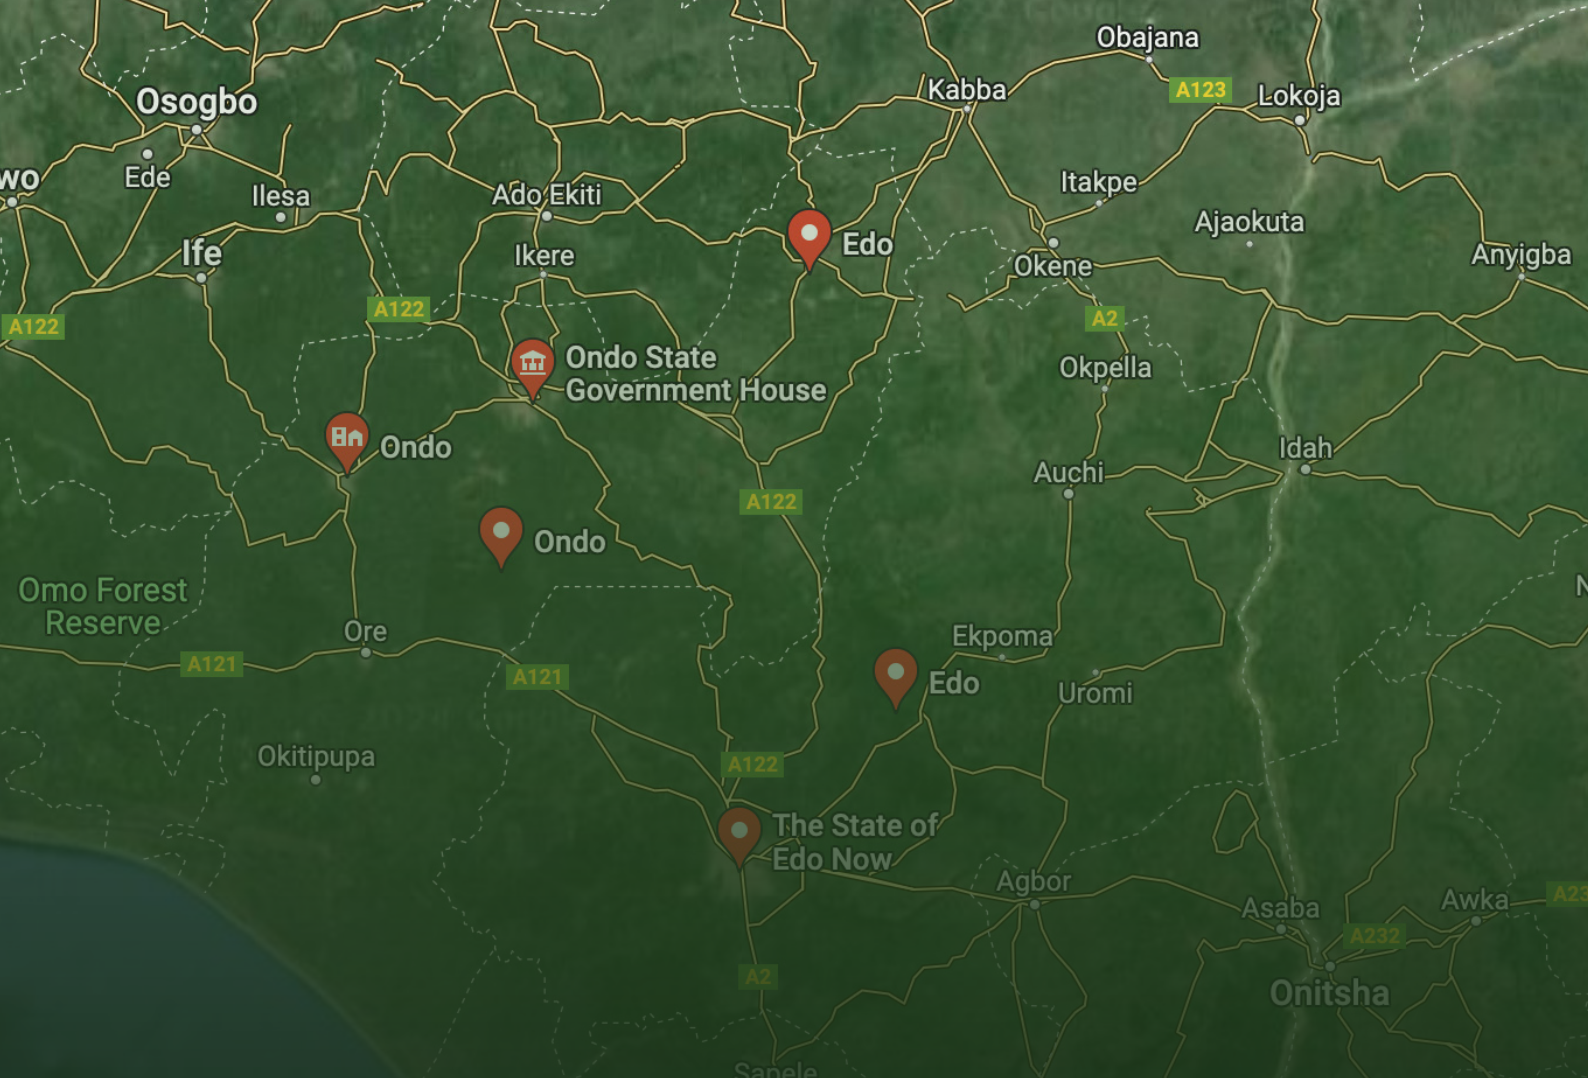 Obajana
Kabba
A123
Lokoja
Osogbo
Ede
wo
Ilesa
Ado Ekiti
Itakpe
Ajaokuta
Ife
Ikere
Edo
Okene
Anyigba
A122
A122
A2
Ondo State
Government House
Okpella
Ondo
Idah
Auchi
A122
Ondo
Omo Forest
Reserve
Ore
Ekpoma
A121
A121
Edo
Uromi
Okitipupa
A122
The State of
Edo Now
Agbor
Asaba
Awka
A23
A232
A2
Onitsha
Sapele
N